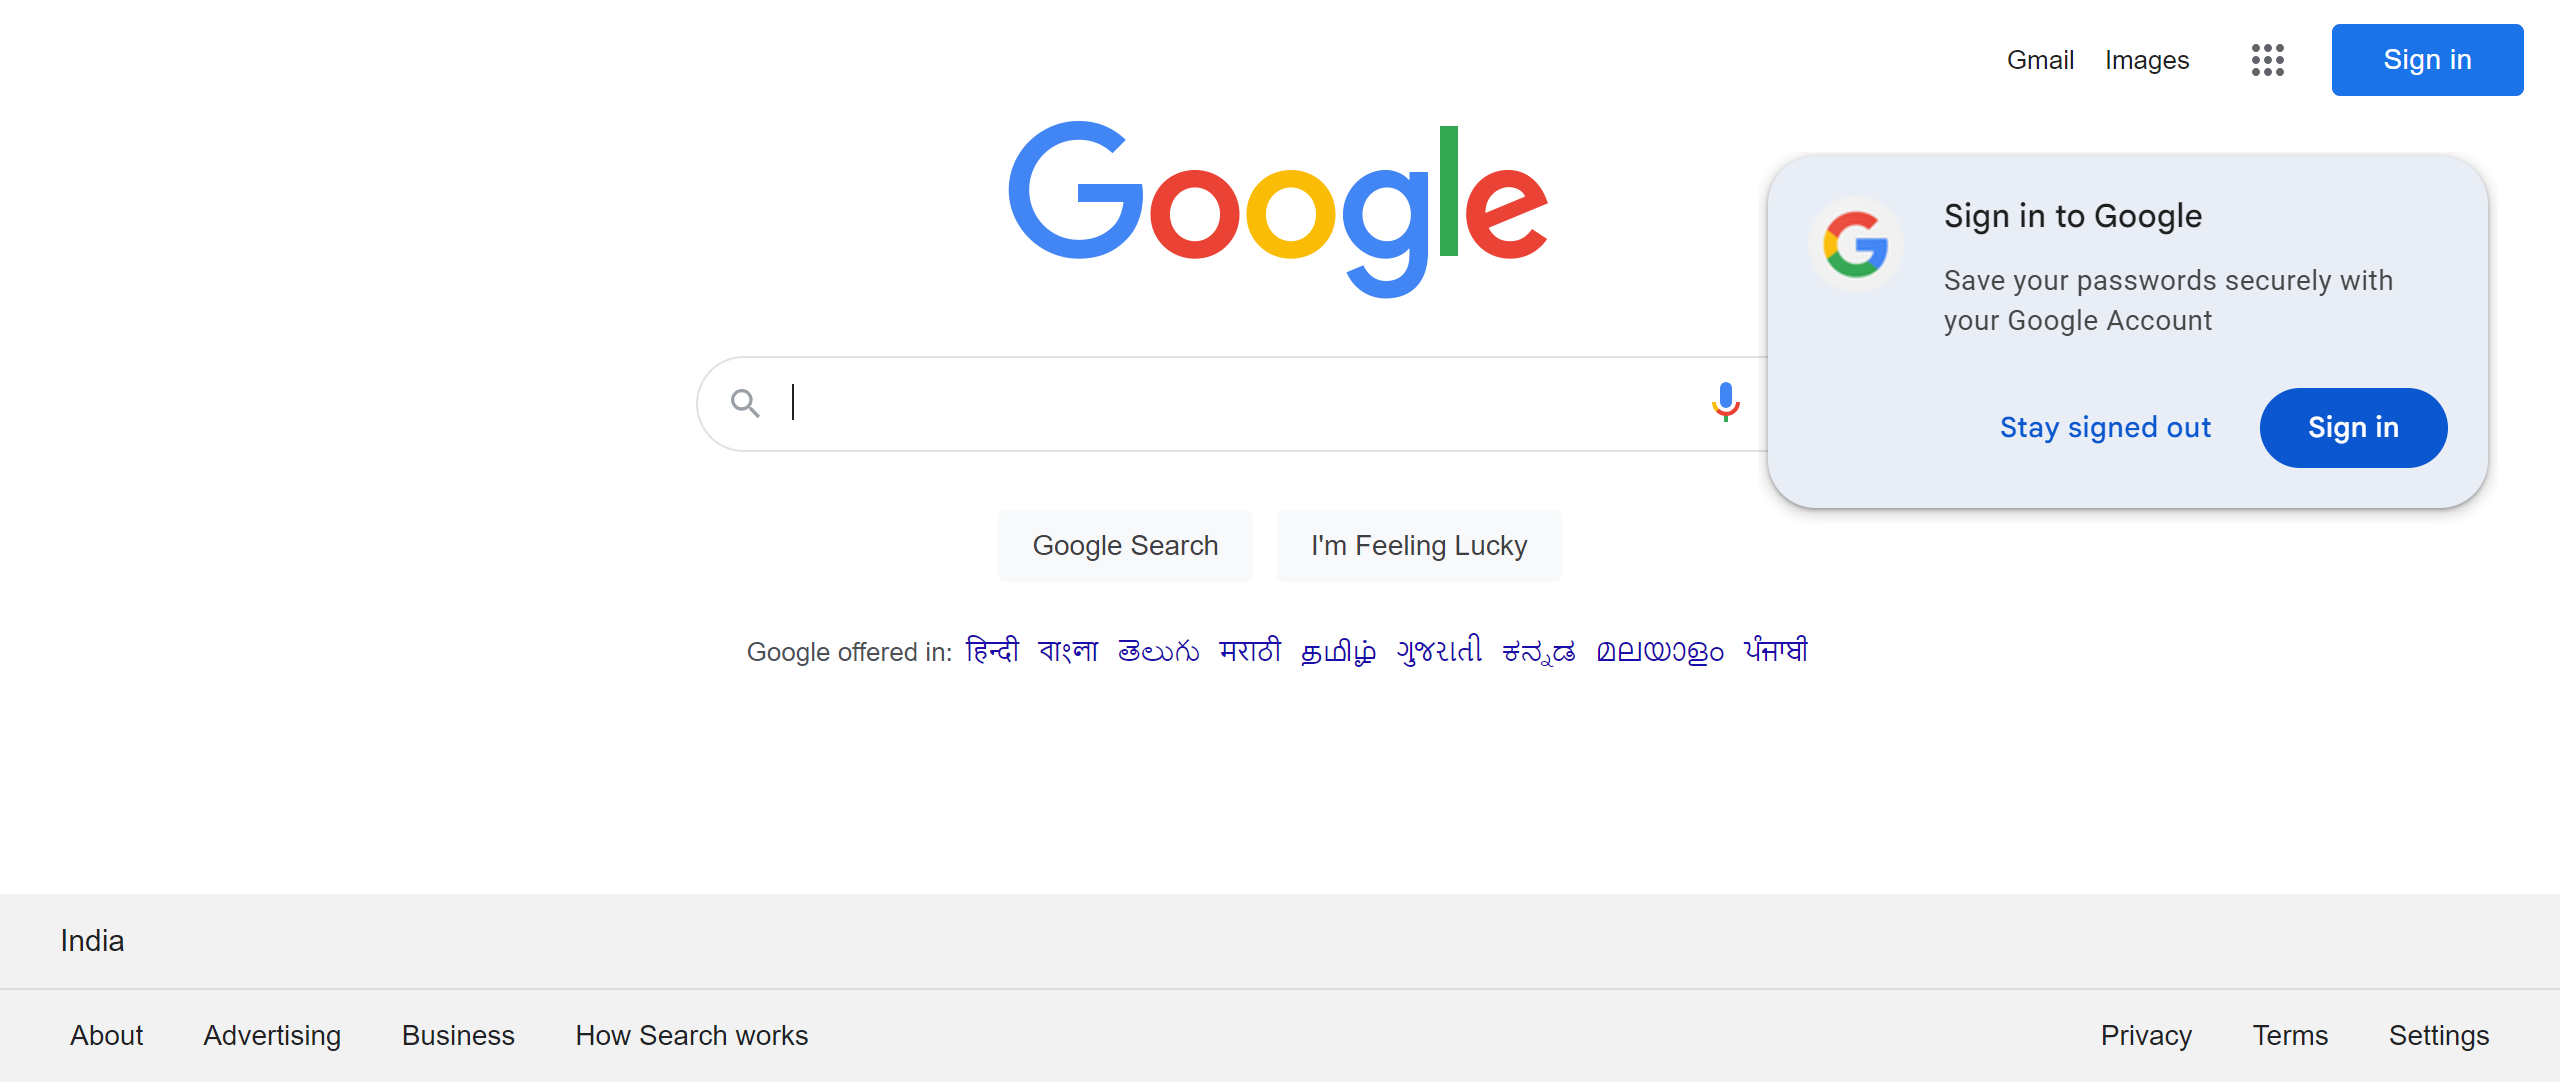 Gmail Images Sign in
Google
Sign in to Google
Save your passwords securely with
your Google Account
Stay signed out Sign in
Google Search I'm Feeling Lucky
Google offered in: हिन्दी বাংলা తెలుగు मराठी தமிழ் ગુજરાતી ಕನ್ನಡ മലയാളം ਪੰਜਾਬੀ
India
About Advertising Business How Search works Privacy Terms Settings